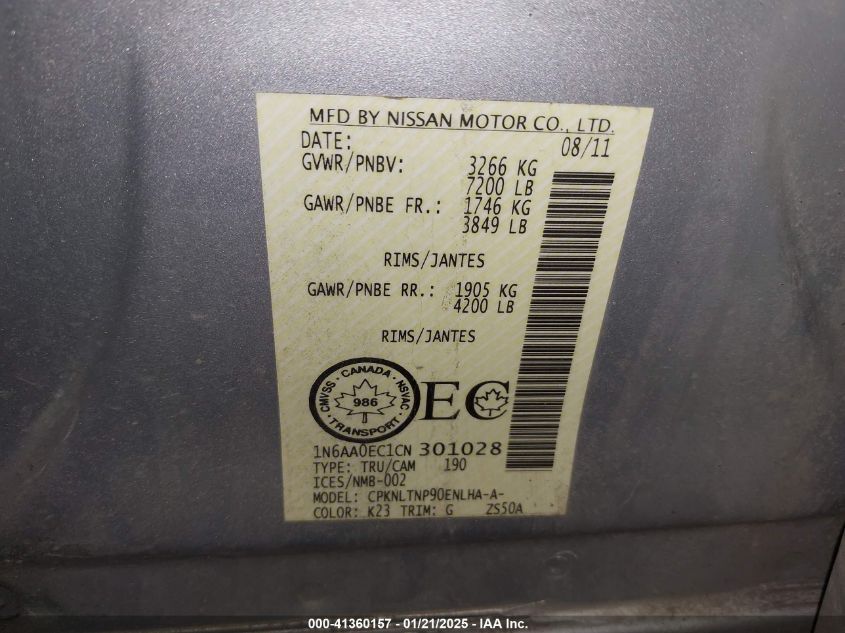 MFD BY NISSAN MOTOR CO., LTD.
DATE: 08/11
GVWR/PNBV: 3266 KG
7200 LB
GAWR/PNBE FR.: 1746 KG
3849 LB
RIMS/JANTES
GAWR/PNBE RR.: 1905 KG
4200 LB
RIMS/JANTES
CMVSS · CANADA · NSVAC · TRANSPORT ·
986
EC
1N6AA0EC1CN 301028
TYPE: TRU/CAM 190
ICES/NMB-002
MODEL: CPKNLTNP90ENLHA-A-
COLOR: K23 TRIM: G ZS50A
000-41360157 — 01/21/2025 — IAA Inc.